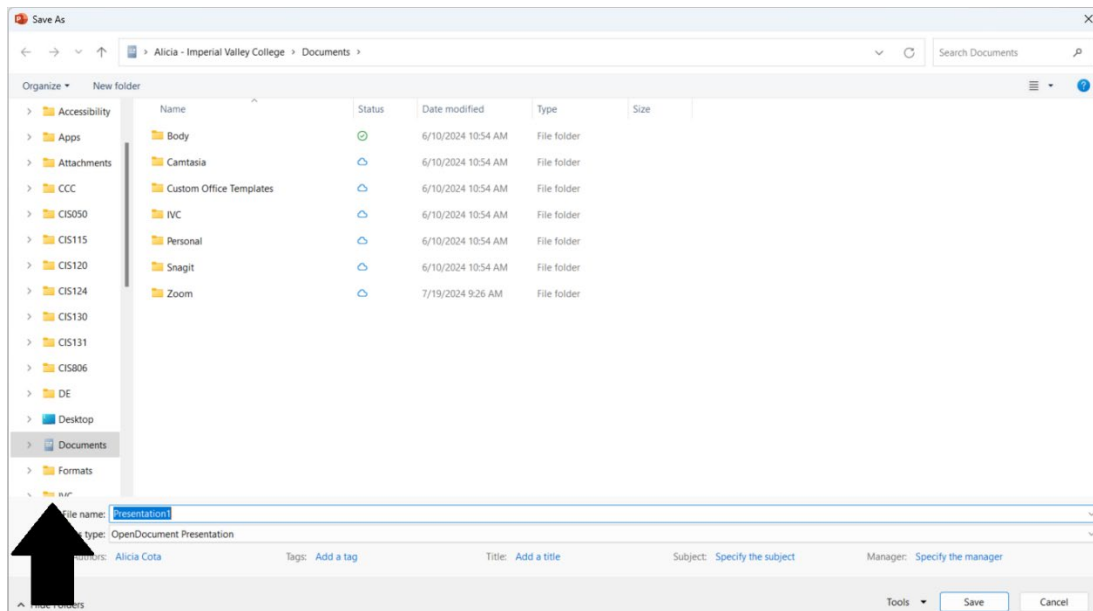 Save As
Alicia - Imperial Valley College > Documents >
Search Documents
Organize
New folder
Name
Status
Date modified
Type
Size
Accessibility
Apps
Attachments
CCC
CIS050
CIS115
CIS120
CIS124
CIS130
CIS131
CIS806
DE
Desktop
Documents
Formats
Body 6/10/2024 10:54 AM File folder
Camtasia 6/10/2024 10:54 AM File folder
Custom Office Templates 6/10/2024 10:54 AM File folder
IVC 6/10/2024 10:54 AM File folder
Personal 6/10/2024 10:54 AM File folder
Snagit 6/10/2024 10:54 AM File folder
Zoom 7/19/2024 9:26 AM File folder
File name: Presentation1
type: OpenDocument Presentation
Alicia Cota
Tags: Add a tag
Title: Add a title
Subject: Specify the subject
Manager: Specify the manager
Tools
Save
Cancel